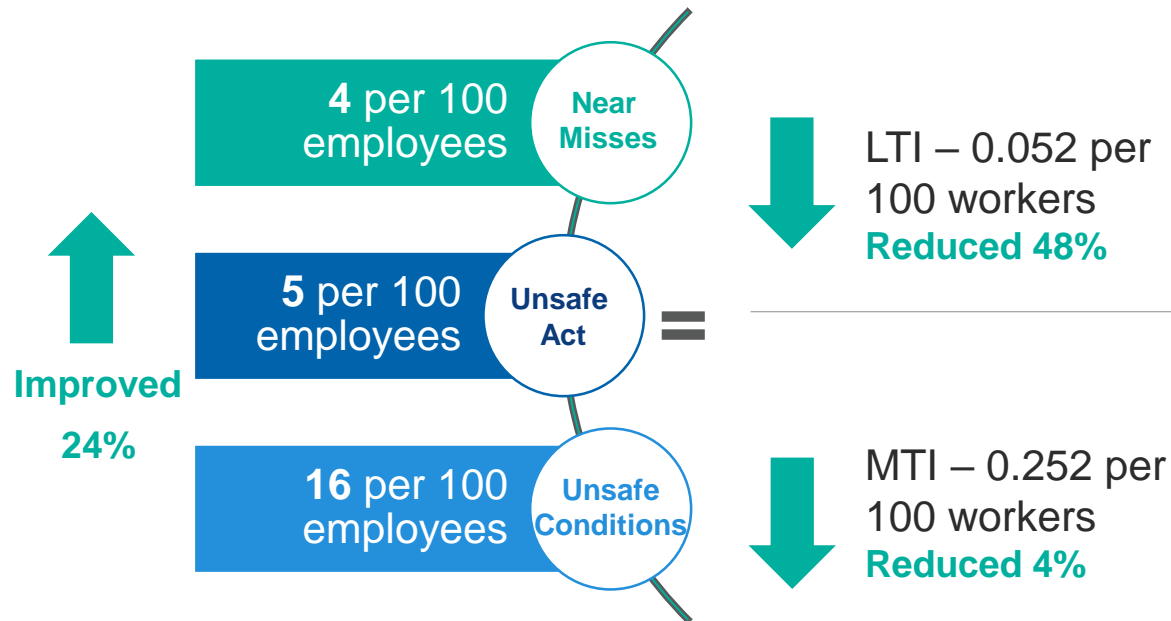 4 per 100
employees
Near
Misses
LTI – 0.052 per
100 workers
Reduced 48%
5 per 100
employees
Unsafe
Act
=
Improved
24%
16 per 100
employees
Unsafe
Conditions
MTI – 0.252 per
100 workers
Reduced 4%